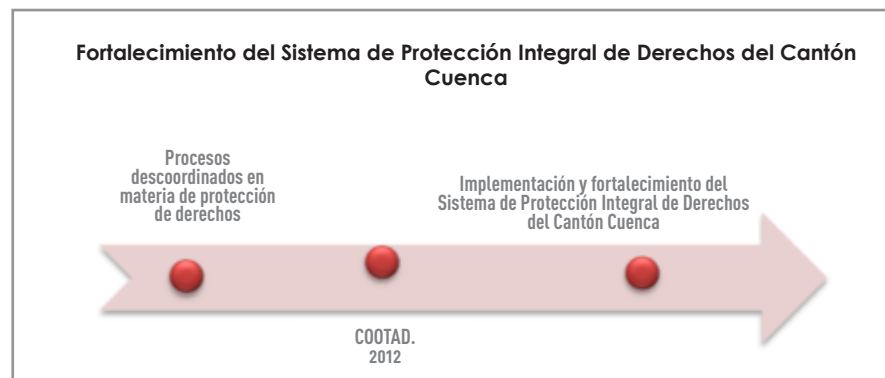 Fortalecimiento del Sistema de Protección Integral de Derechos del Cantón
Cuenca
Procesos
descoordinados en
materia de protección
de derechos
Implementación y fortalecimiento del
Sistema de Protección Integral de Derechos
del Cantón Cuenca
COOTAD.
2012